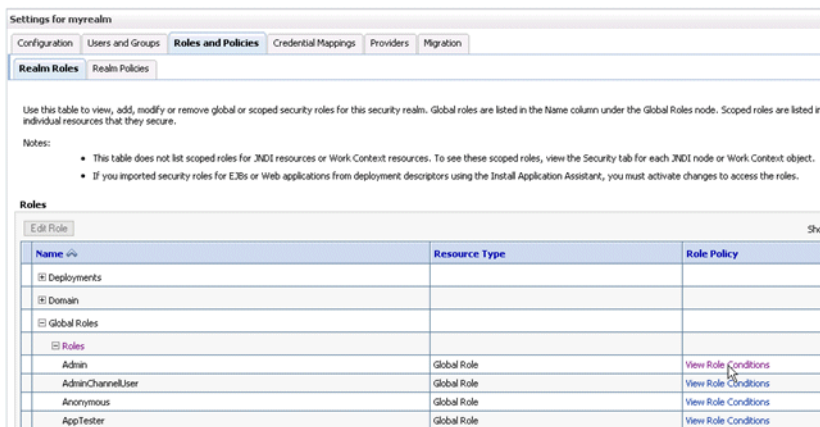 Settings for myrealm
Configuration Users and Groups Roles and Policies Credential Mappings Providers Migration
Realm Roles Realm Policies
Use this table to view, add, modify or remove global or scoped security roles for this security realm. Global roles are listed in the Name column under the Global Roles node. Scoped roles are listed in
individual resources that they secure.
Notes:
• This table does not list scoped roles for JNDI resources or Work Context resources. To see these scoped roles, view the Security tab for each JNDI node or Work Context object.
• If you imported security roles for EJBs or Web applications from deployment descriptors using the Install Application Assistant, you must activate changes to access the roles.
Roles
Edit Role Sho
Name Resource Type Role Policy
Deployments
Domain
Global Roles
Roles
Admin Global Role View Role Conditions
AdminChannelUser Global Role View Role Conditions
Anonymous Global Role View Role Conditions
AppTester Global Role View Role Conditions